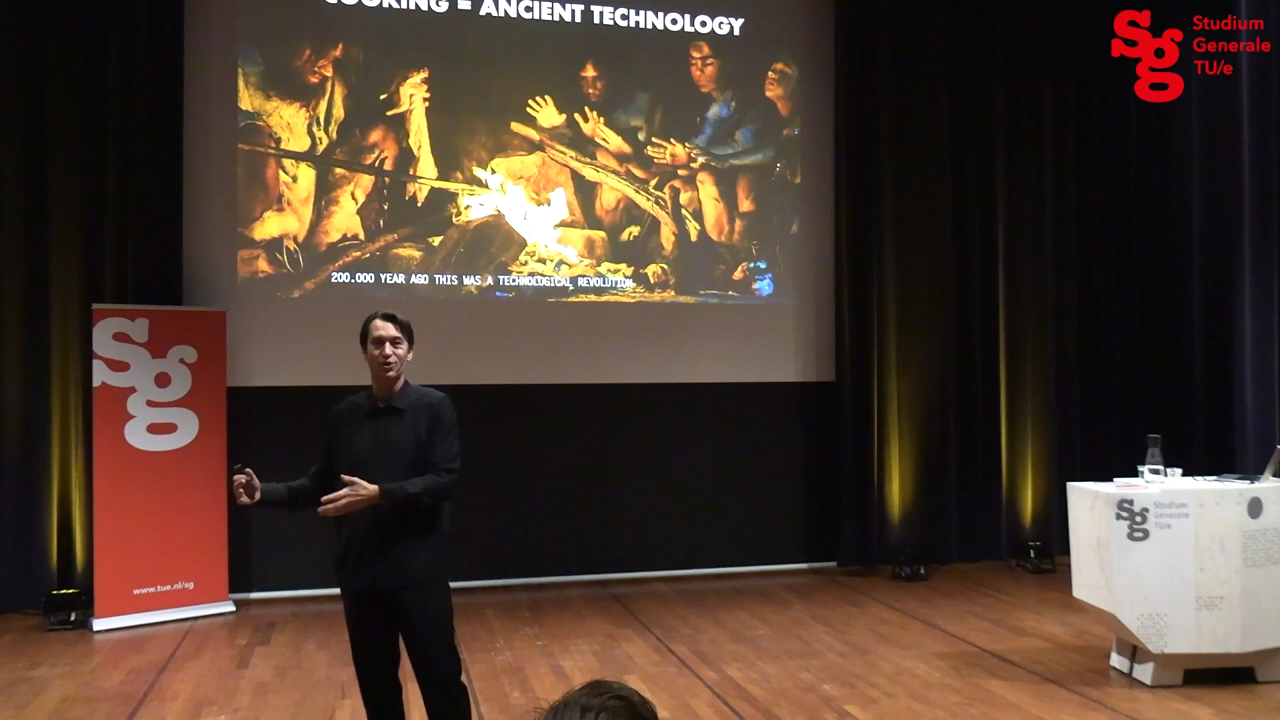 COOKING = ANCIENT TECHNOLOGY
200.000 YEAR AGO THIS WAS A TECHNOLOGICAL REVOLUTION
sg
Studium
Generale
TU/e
sg
www.tue.nl/sg
sg
Studium
Generale
TU/e